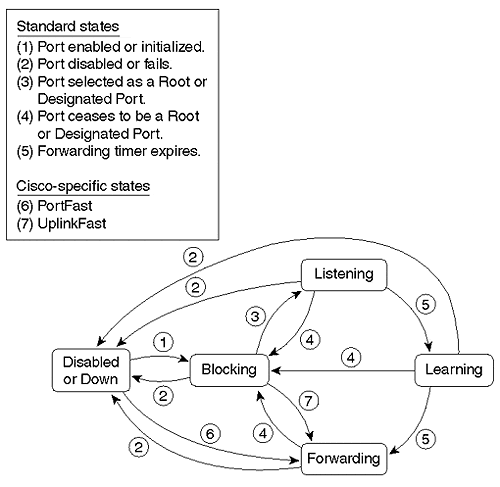 Standard states
(1) Port enabled or initialized.
(2) Port disabled or fails.
(3) Port selected as a Root or
Designated Port.
(4) Port ceases to be a Root
or Designated Port.
(5) Forwarding timer expires.
Cisco-specific states
(6) PortFast
(7) UplinkFast
2
2
Listening
3
5
4
1
Disabled
or Down
Blocking
4
Learning
2
7
6
4
5
2
Forwarding